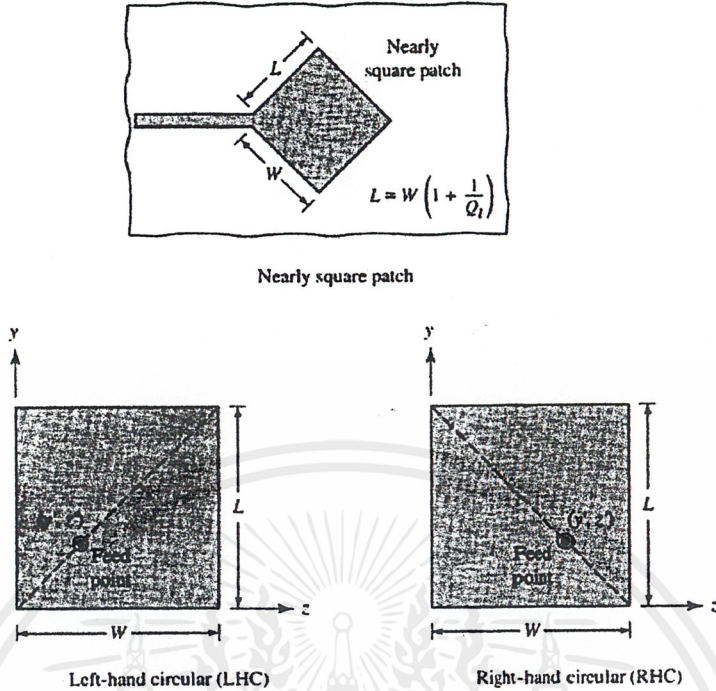 Nearly
square patch
L
W
L = W (1 + 1/Q_t)
Nearly square patch
y
L
Feed
point
z
W
Left-hand circular (LHC)
y
(y', z')
L
Feed
point
z
W
Right-hand circular (RHC)